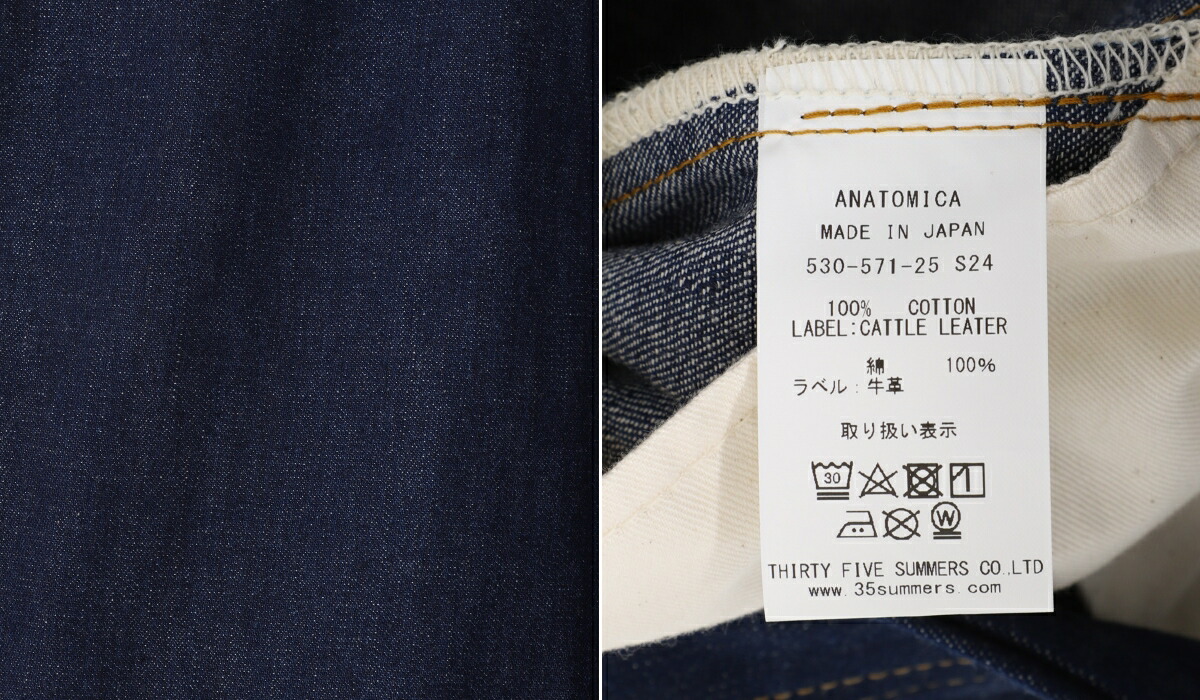 ANATOMICA
MADE IN JAPAN
530-571-25 S24
100% COTTON
LABEL:CATTLE LEATER
綿 100%
ラベル:牛革
取り扱い表示
30
W
THIRTY FIVE SUMMERS CO.,LTD
www.35summers.com